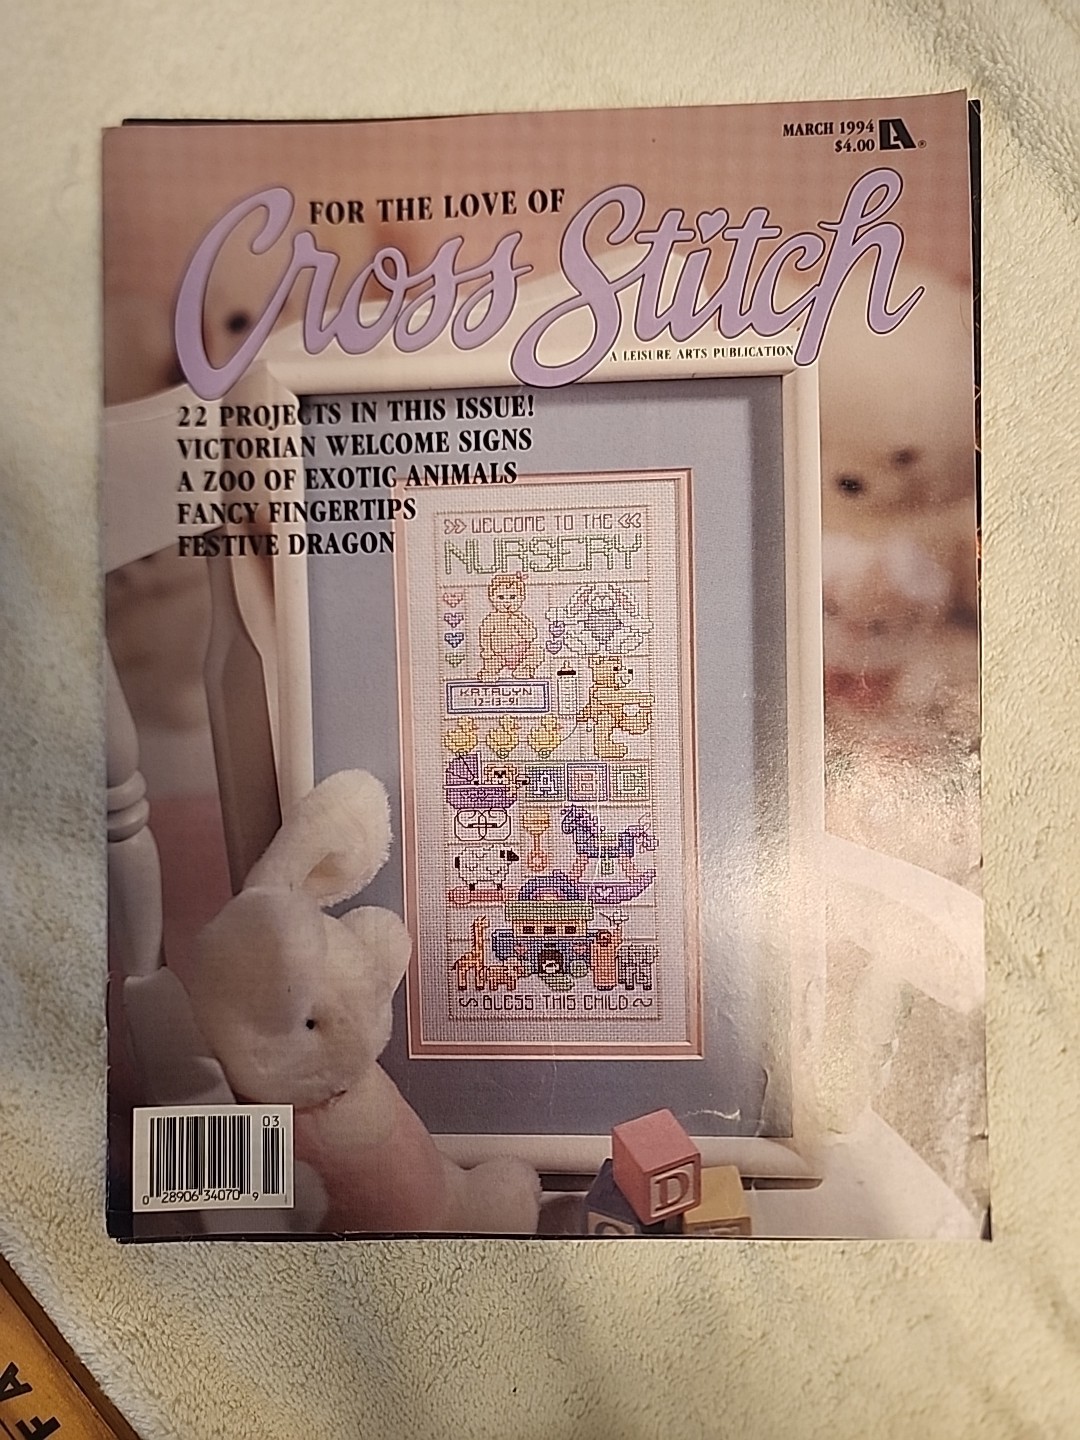 MARCH 1994
$4.00
LA®
FOR THE LOVE OF
Cross Stitch
A LEISURE ARTS PUBLICATION
22 PROJECTS IN THIS ISSUE!
VICTORIAN WELCOME SIGNS
A ZOO OF EXOTIC ANIMALS
FANCY FINGERTIPS
FESTIVE DRAGON
WELCOME TO THE
NURSERY
KATALYN
12-13-91
A B C
BLESS THIS CHILD
03
0 28906 34070 9
D
F A